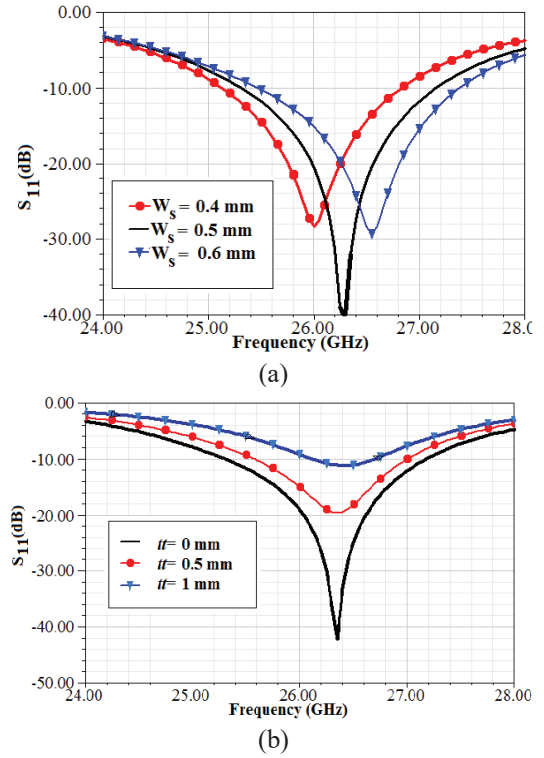 0.00
-10.00
-20.00
-30.00
-40.00
S11(dB)
Ws = 0.4 mm
Ws = 0.5 mm
Ws = 0.6 mm
24.00 25.00 26.00 27.00 28.00
Frequency (GHz)
(a)
0.00
-10.00
-20.00
-30.00
-40.00
-50.00
S11(dB)
tt= 0 mm
tt= 0.5 mm
tt= 1 mm
24.00 25.00 26.00 27.00 28.00
Frequency (GHz)
(b)